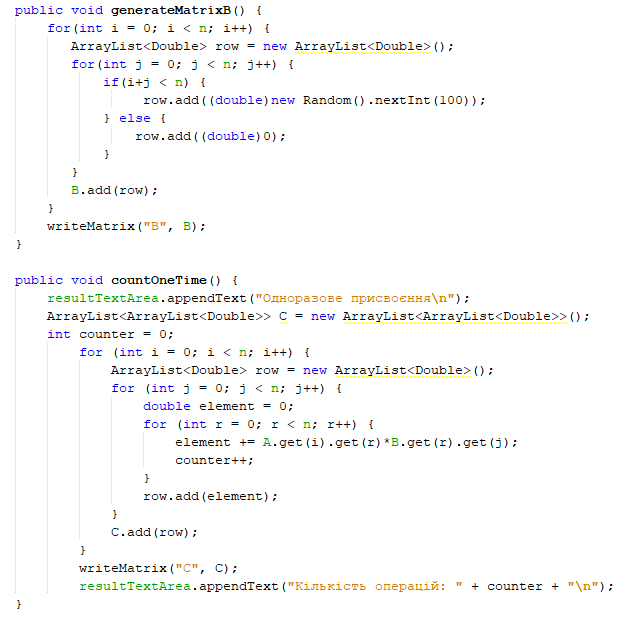 public void generateMatrixB() {
for(int i = 0; i < n; i++) {
ArrayList<Double> row = new ArrayList<Double>();
for(int j = 0; j < n; j++) {
if(i+j < n) {
row.add((double)new Random().nextInt(100));
} else {
row.add((double)0);
}
}
B.add(row);
}
writeMatrix("B", B);
}
public void countOneTime() {
resultTextArea.appendText("Одноразове присвоєння\n");
ArrayList<ArrayList<Double>> C = new ArrayList<ArrayList<Double>>();
int counter = 0;
for (int i = 0; i < n; i++) {
ArrayList<Double> row = new ArrayList<Double>();
for (int j = 0; j < n; j++) {
double element = 0;
for (int r = 0; r < n; r++) {
element += A.get(i).get(r)*B.get(r).get(j);
counter++;
}
row.add(element);
}
C.add(row);
}
writeMatrix("C", C);
resultTextArea.appendText("Кількість операцій: " + counter + "\n");
}